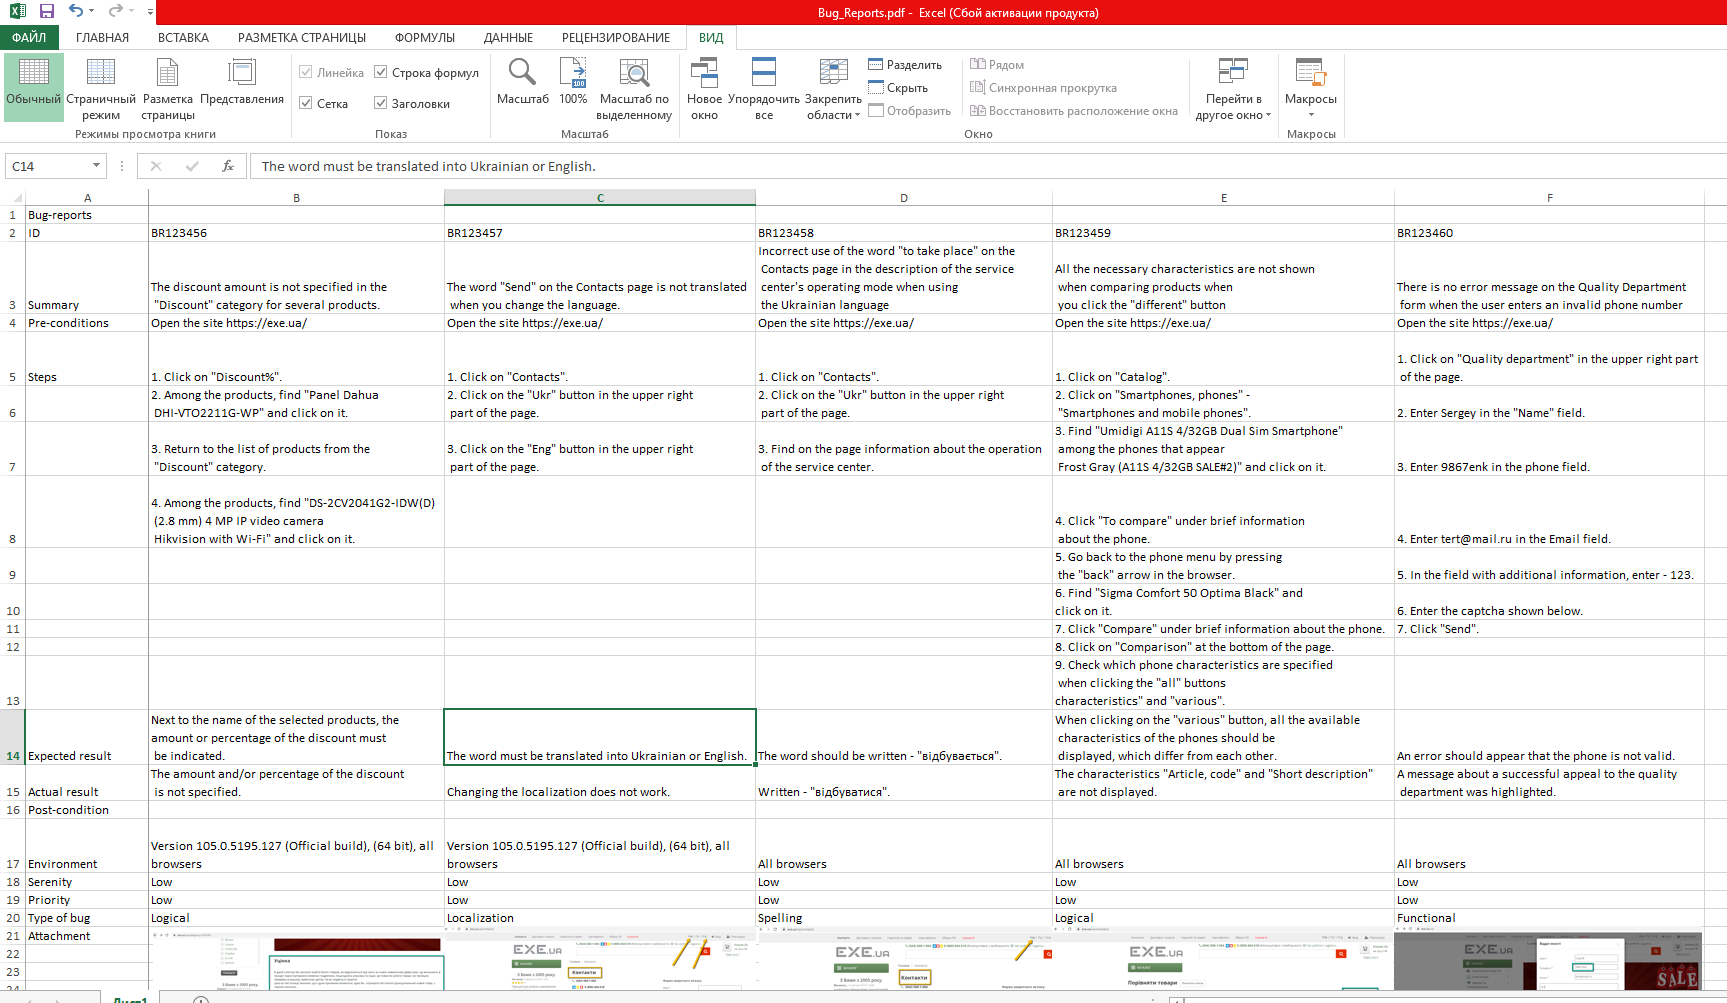 Bug_Reports.pdf - Excel (Сбой активации продукта)
ФАЙЛ ГЛАВНАЯ ВСТАВКА РАЗМЕТКА СТРАНИЦЫ ФОРМУЛЫ ДАННЫЕ РЕЦЕНЗИРОВАНИЕ ВИД
Обычный
Страничный
режим
Разметка
страницы
Представления
Режимы просмотра книги
Линейка
Строка формул
Сетка
Заголовки
Показ
Масштаб
100%
Масштаб по
выделенному
Масштаб
Новое
окно
Упорядочить
все
Закрепить
области
Разделить
Скрыть
Отобразить
Рядом
Синхронная прокрутка
Восстановить расположение окна
Окно
Перейти в
другое окно
Макросы
Макросы
C14
fx
The word must be translated into Ukrainian or English.
A B C D E F
1 Bug-reports
2 ID BR123456 BR123457 BR123458 BR123459 BR123460
3 Summary
The discount amount is not specified in the
"Discount" category for several products.
The word "Send" on the Contacts page is not translated
when you change the language.
Incorrect use of the word "to take place" on the
Contacts page in the description of the service
center's operating mode when using
the Ukrainian language
All the necessary characteristics are not shown
when comparing products when
you click the "different" button
There is no error message on the Quality Department
form when the user enters an invalid phone number
4 Pre-conditions Open the site https://exe.ua/ Open the site https://exe.ua/ Open the site https://exe.ua/ Open the site https://exe.ua/ Open the site https://exe.ua/
5 Steps
1. Click on "Discount%".
1. Click on "Contacts".
1. Click on "Contacts".
1. Click on "Catalog".
1. Click on "Quality department" in the upper right part
of the page.
6
2. Among the products, find "Panel Dahua
DHI-VTO2211G-WP" and click on it.
2. Click on the "Ukr" button in the upper right
part of the page.
2. Click on the "Ukr" button in the upper right
part of the page.
2. Click on "Smartphones, phones" -
"Smartphones and mobile phones".
2. Enter Sergey in the "Name" field.
7
3. Return to the list of products from the
"Discount" category.
3. Click on the "Eng" button in the upper right
part of the page.
3. Find on the page information about the operation
of the service center.
3. Find "Umidigi A11S 4/32GB Dual Sim Smartphone"
among the phones that appear
Frost Gray (A11S 4/32GB SALE#2)" and click on it.
3. Enter 9867enk in the phone field.
8
4. Among the products, find "DS-2CV2041G2-IDW(D)
(2.8 mm) 4 MP IP video camera
Hikvision with Wi-Fi" and click on it.
4. Click "To compare" under brief information
about the phone.
4. Enter tert@mail.ru in the Email field.
9
5. Go back to the phone menu by pressing
the "back" arrow in the browser.
5. In the field with additional information, enter - 123.
10
6. Find "Sigma Comfort 50 Optima Black" and
click on it.
6. Enter the captcha shown below.
11 7. Click "Compare" under brief information about the phone. 7. Click "Send".
12 8. Click on "Comparison" at the bottom of the page.
13
9. Check which phone characteristics are specified
when clicking the "all" buttons
characteristics" and "various".
14 Expected result
Next to the name of the selected products, the
amount or percentage of the discount must
be indicated.
The word must be translated into Ukrainian or English.
The word should be written - "відбувається".
When clicking on the "various" button, all the available
characteristics of the phones should be
displayed, which differ from each other.
An error should appear that the phone is not valid.
15 Actual result
The amount and/or percentage of the discount
is not specified.
Changing the localization does not work.
Written - "відбуватися".
The characteristics "Article, code" and "Short description"
are not displayed.
A message about a successful appeal to the quality
department was highlighted.
16 Post-condition
17 Environment
Version 105.0.5195.127 (Official build), (64 bit), all
browsers
Version 105.0.5195.127 (Official build), (64 bit), all
browsers
All browsers
All browsers
All browsers
18 Serenity Low Low Low Low Low
19 Priority Low Low Low Low Low
20 Type of bug Logical Localization Spelling Logical Functional
21 Attachment
22
23
24
Уцінка
EXE.UA
Контакти
З Вами з 2005 року
EXE.UA
Контакти
EXE.UA
Порівняти товари
EXE.UA
SALE
Лист1